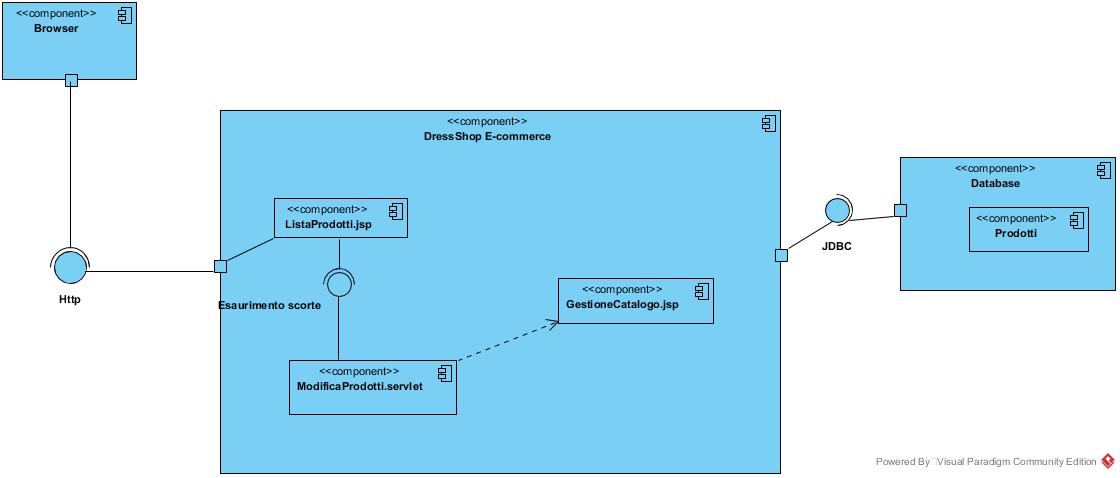 <<component>>
Browser
<<component>>
DressShop E-commerce
<<component>>
Database
<<component>>
Prodotti
<<component>>
ListaProdotti.jsp
JDBC
Http
Esaurimento scorte
<<component>>
GestioneCatalogo.jsp
<<component>>
ModificaProdotti.servlet
Powered By Visual Paradigm Community Edition